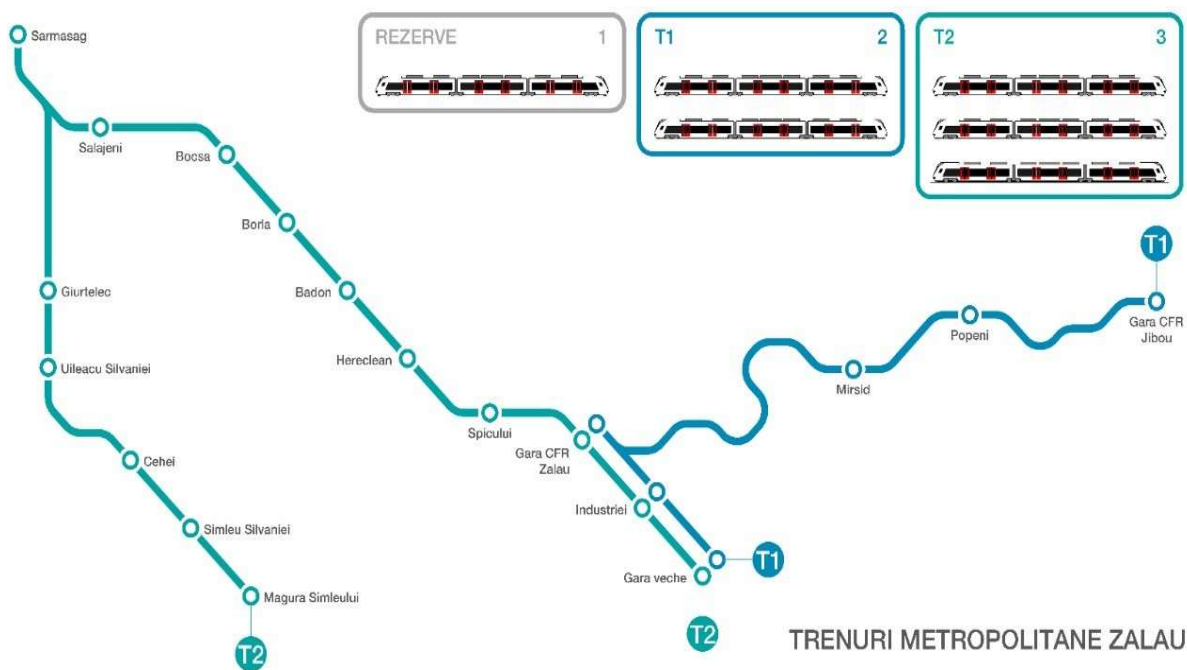 REZERVE 1
T1 2
T2 3
Sarmasag
Salajeni
Bocsa
Borla
Badon
Hereclean
Spicului
Gara CFR
Zalau
Industriei
Gara veche
Giurtelec
Uileacu Silvaniei
Cehei
Simleu Silvaniei
Magura Simleului
T2
T1
Gara CFR
Jibou
Popeni
Mirsid
T1
T2
TRENURI METROPOLITANE ZALAU